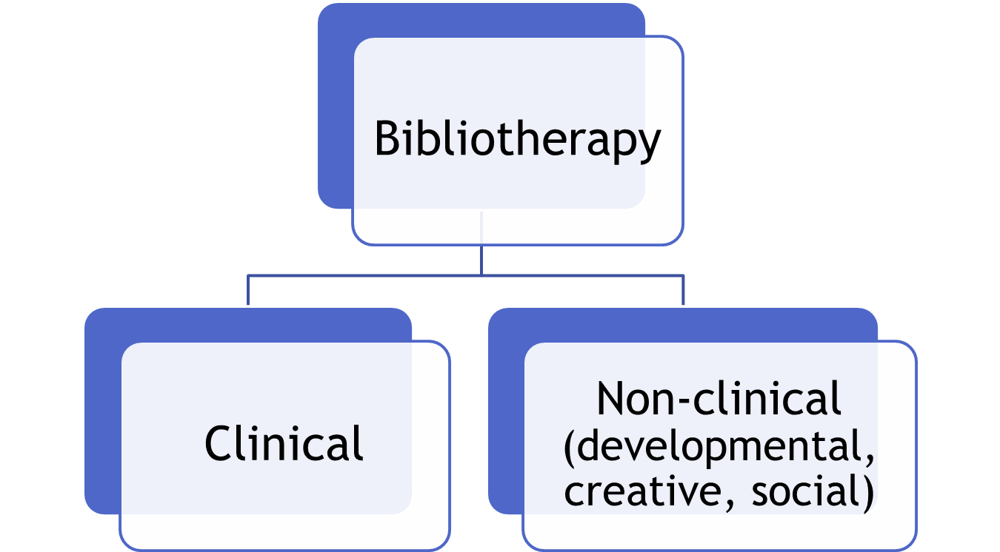 Bibliotherapy
Clinical
Non-clinical
(developmental,
creative, social)